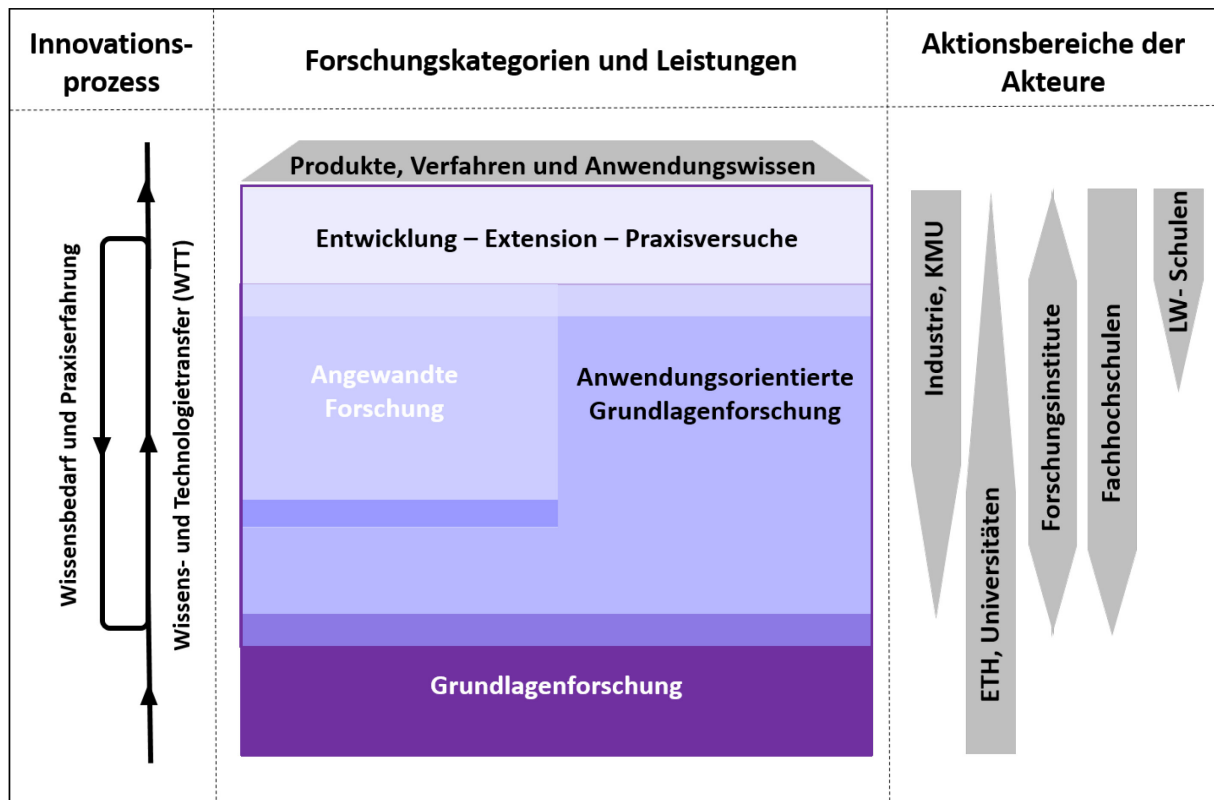 Innovations-
prozess
Forschungskategorien und Leistungen
Aktionsbereiche der
Akteure
Wissensbedarf und Praxiserfahrung
Wissens- und Technologietransfer (WTT)
Produkte, Verfahren und Anwendungswissen
Entwicklung – Extension – Praxisversuche
Angewandte
Forschung
Anwendungsorientierte
Grundlagenforschung
Grundlagenforschung
Industrie, KMU
ETH, Universitäten
Forschungsinstitute
Fachhochschulen
LW- Schulen